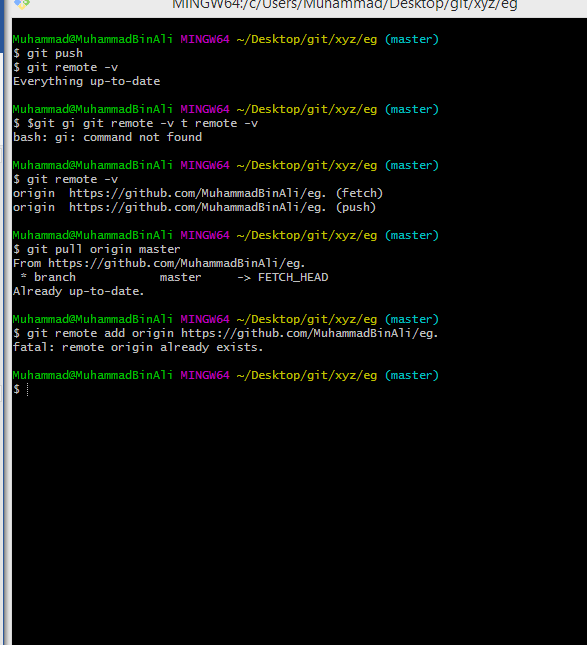 MINGW64:/c/Users/Muhammad/Desktop/git/xyz/eg
Muhammad@MuhammadBinAli MINGW64 ~/Desktop/git/xyz/eg (master)
$ git push
$ git remote -v
Everything up-to-date
Muhammad@MuhammadBinAli MINGW64 ~/Desktop/git/xyz/eg (master)
$ $git gi git remote -v t remote -v
bash: gi: command not found
Muhammad@MuhammadBinAli MINGW64 ~/Desktop/git/xyz/eg (master)
$ git remote -v
origin  https://github.com/MuhammadBinAli/eg. (fetch)
origin  https://github.com/MuhammadBinAli/eg. (push)
Muhammad@MuhammadBinAli MINGW64 ~/Desktop/git/xyz/eg (master)
$ git pull origin master
From https://github.com/MuhammadBinAli/eg.
 * branch            master     -> FETCH_HEAD
Already up-to-date.
Muhammad@MuhammadBinAli MINGW64 ~/Desktop/git/xyz/eg (master)
$ git remote add origin https://github.com/MuhammadBinAli/eg.
fatal: remote origin already exists.
Muhammad@MuhammadBinAli MINGW64 ~/Desktop/git/xyz/eg (master)
$